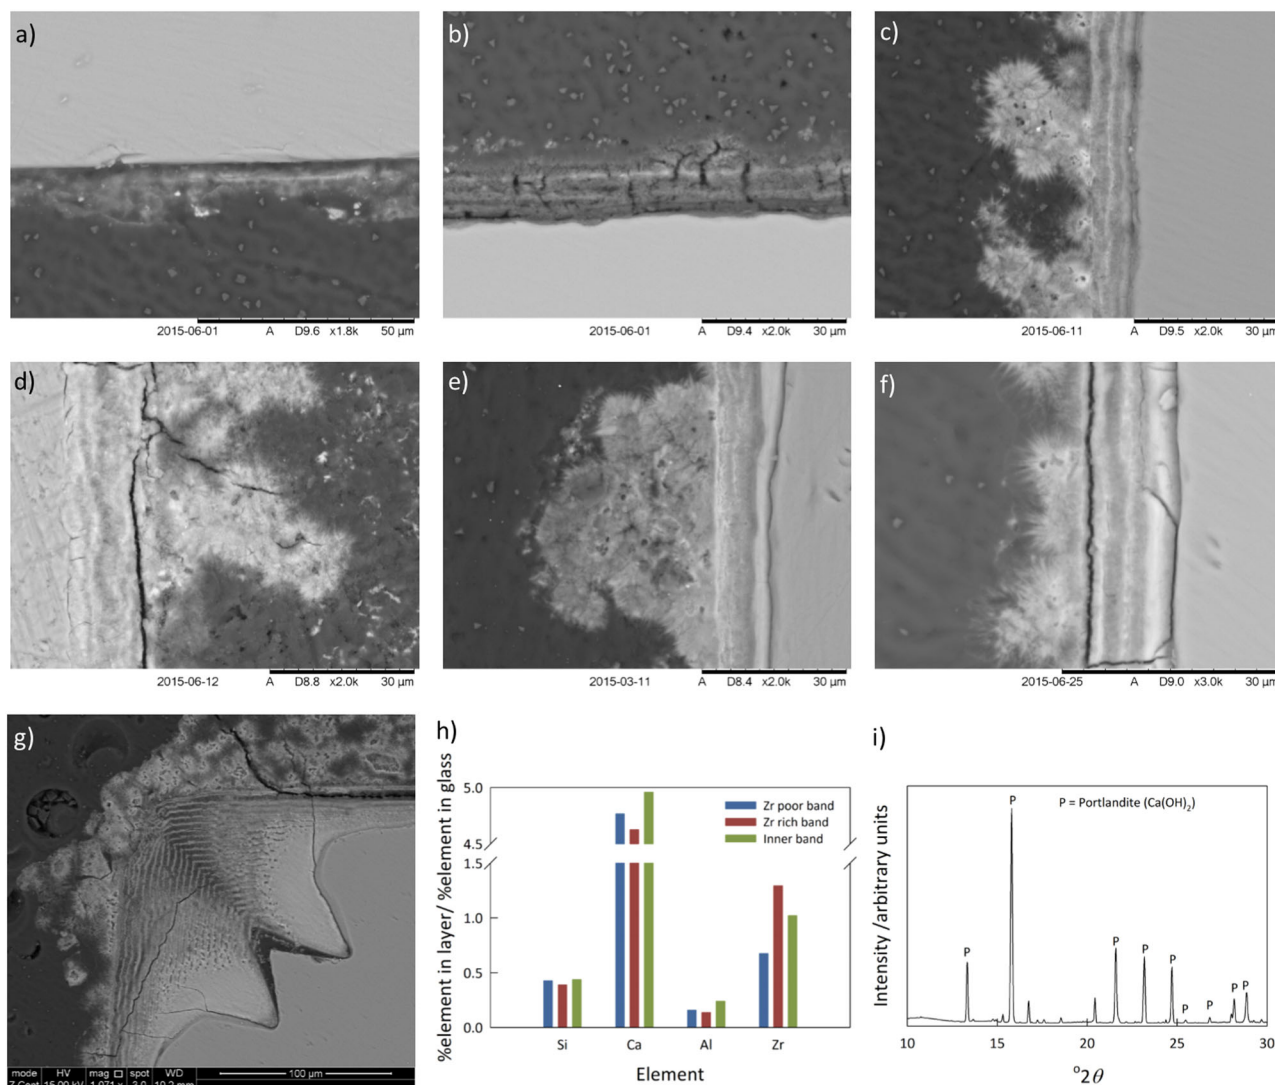 a)
b)
c)
2015-06-01 A D9.6 x1.8k 50 µm
2015-06-01 A D9.4 x2.0k 30 µm
2015-06-11 A D9.5 x2.0k 30 µm
d)
e)
f)
2015-06-12 A D8.8 x2.0k 30 µm
2015-03-11 A D8.4 x2.0k 30 µm
2015-06-25 A D9.0 x3.0k 30 µm
g)
mode HV mag spot WD
100 µm
h)
%element in layer/ %element in glass
5.0
4.5
1.5
1.0
0.5
0.0
Zr poor band
Zr rich band
Inner band
Si Ca Al Zr
Element
i)
Intensity /arbitrary units
P = Portlandite (Ca(OH)₂)
P
P
P
P
P
P
P
P
P
10 15 20 25 30
°2θ